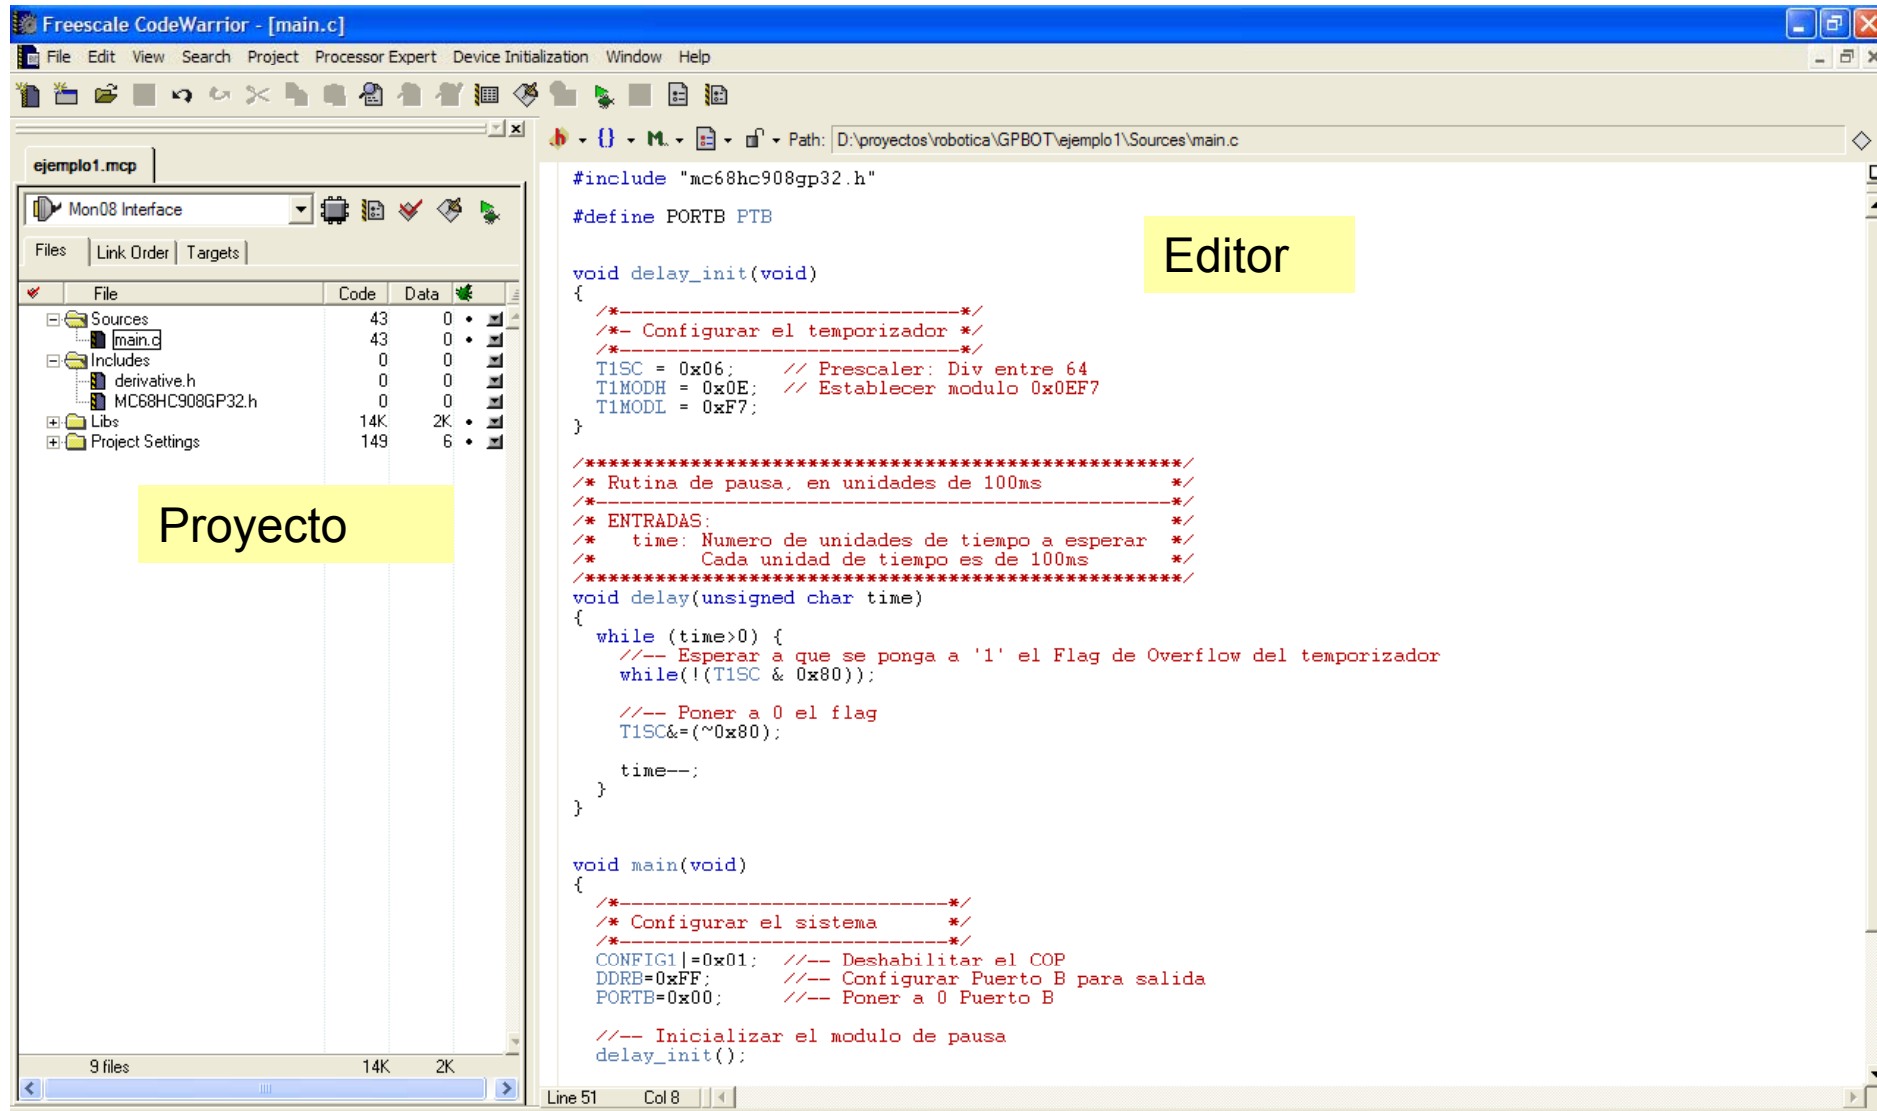 Freescale CodeWarrior - [main.c]
File Edit View Search Project Processor Expert Device Initialization Window Help
ejemplo1.mcp
Mon08 Interface
Files Link Order Targets
File Code Data
Sources 43 0
main.c 43 0
Includes 0 0
derivative.h 0 0
MC68HC908GP32.h 0 0
Libs 14K 2K
Project Settings 149 6
Proyecto
9 files 14K 2K
Path: D:\proyectos\robotica\GPBOT\ejemplo1\Sources\main.c
Editor
#include "mc68hc908gp32.h"
#define PORTB PTB
void delay_init(void)
{
/*-----------------------------*/
/*- Configurar el temporizador */
/*-----------------------------*/
T1SC = 0x06; // Prescaler: Div entre 64
T1MODH = 0x0E; // Establecer modulo 0x0EF7
T1MODL = 0xF7;
}
/***************************************************/
/* Rutina de pausa, en unidades de 100ms */
/*-------------------------------------------------*/
/* ENTRADAS: */
/* time: Numero de unidades de tiempo a esperar */
/* Cada unidad de tiempo es de 100ms */
/***************************************************/
void delay(unsigned char time)
{
while (time>0) {
//-- Esperar a que se ponga a '1' el Flag de Overflow del temporizador
while(!(T1SC & 0x80));
//-- Poner a 0 el flag
T1SC&=(~0x80);
time--;
}
}
void main(void)
{
/*----------------------------*/
/* Configurar el sistema */
/*----------------------------*/
CONFIG1|=0x01; //-- Deshabilitar el COP
DDRB=0xFF; //-- Configurar Puerto B para salida
PORTB=0x00; //-- Poner a 0 Puerto B
//-- Inicializar el modulo de pausa
delay_init();
Line 51 Col 8